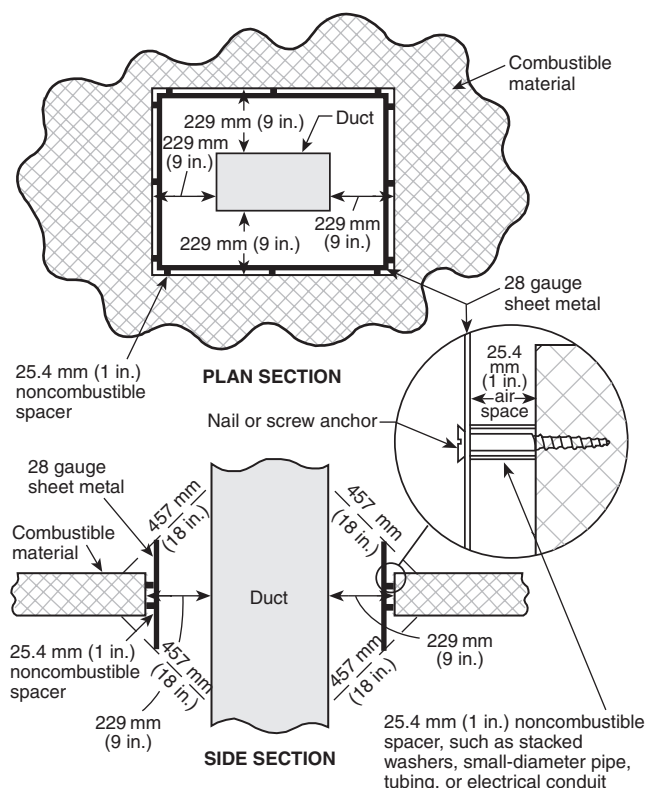 Combustible
material
229 mm (9 in.)
Duct
229 mm
(9 in.)
229 mm
(9 in.)
229 mm (9 in.)
28 gauge
sheet metal
25.4 mm (1 in.)
noncombustible
spacer
PLAN SECTION
25.4
mm
(1 in.)
air
space
Nail or screw anchor
28 gauge
sheet metal
457 mm
(18 in.)
457 mm
(18 in.)
Combustible
material
Duct
25.4 mm (1 in.)
noncombustible
spacer
457 mm
(18 in.)
457 mm
(18 in.)
229 mm
(9 in.)
229 mm
(9 in.)
SIDE SECTION
25.4 mm (1 in.) noncombustible
spacer, such as stacked
washers, small-diameter pipe,
tubing, or electrical conduit